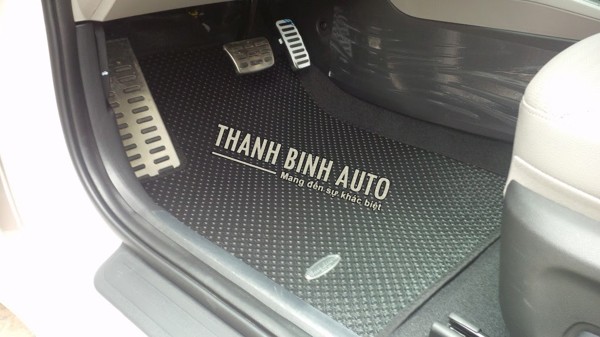 THANH BINH AUTO
Mang đến sự khác biệt